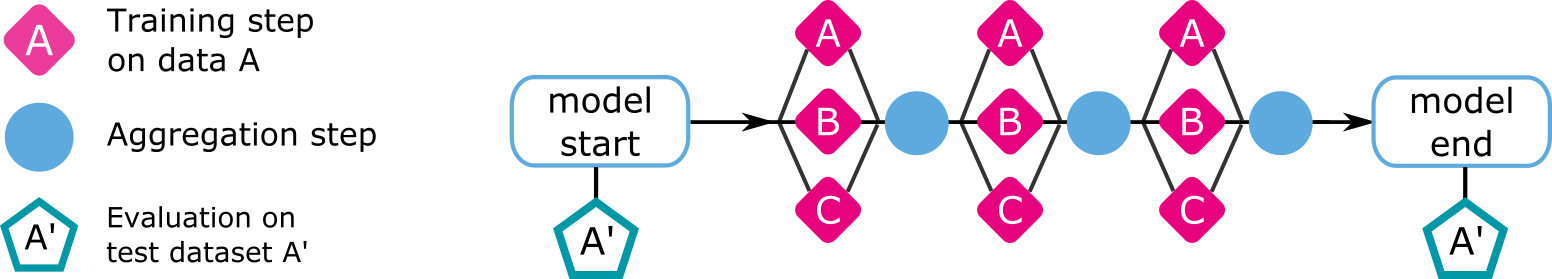 A
Training step
on data A
Aggregation step
A'
Evaluation on
test dataset A'
model
start
A'
A
B
C
A
B
C
A
B
C
model
end
A'